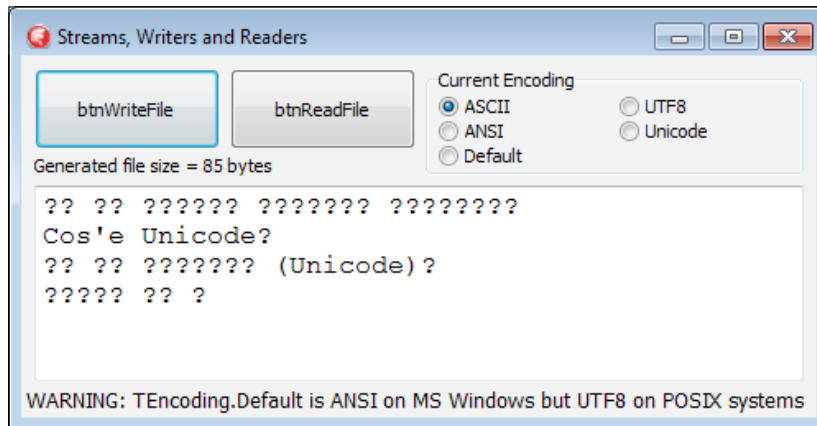 Streams, Writers and Readers
btnWriteFile
btnReadFile
Current Encoding
ASCII
UTF8
ANSI
Unicode
Default
Generated file size = 85 bytes
?? ?? ?????? ??????? ????????
Cos'e Unicode?
?? ?? ??????? (Unicode)?
????? ?? ?
WARNING: TEncoding.Default is ANSI on MS Windows but UTF8 on POSIX systems